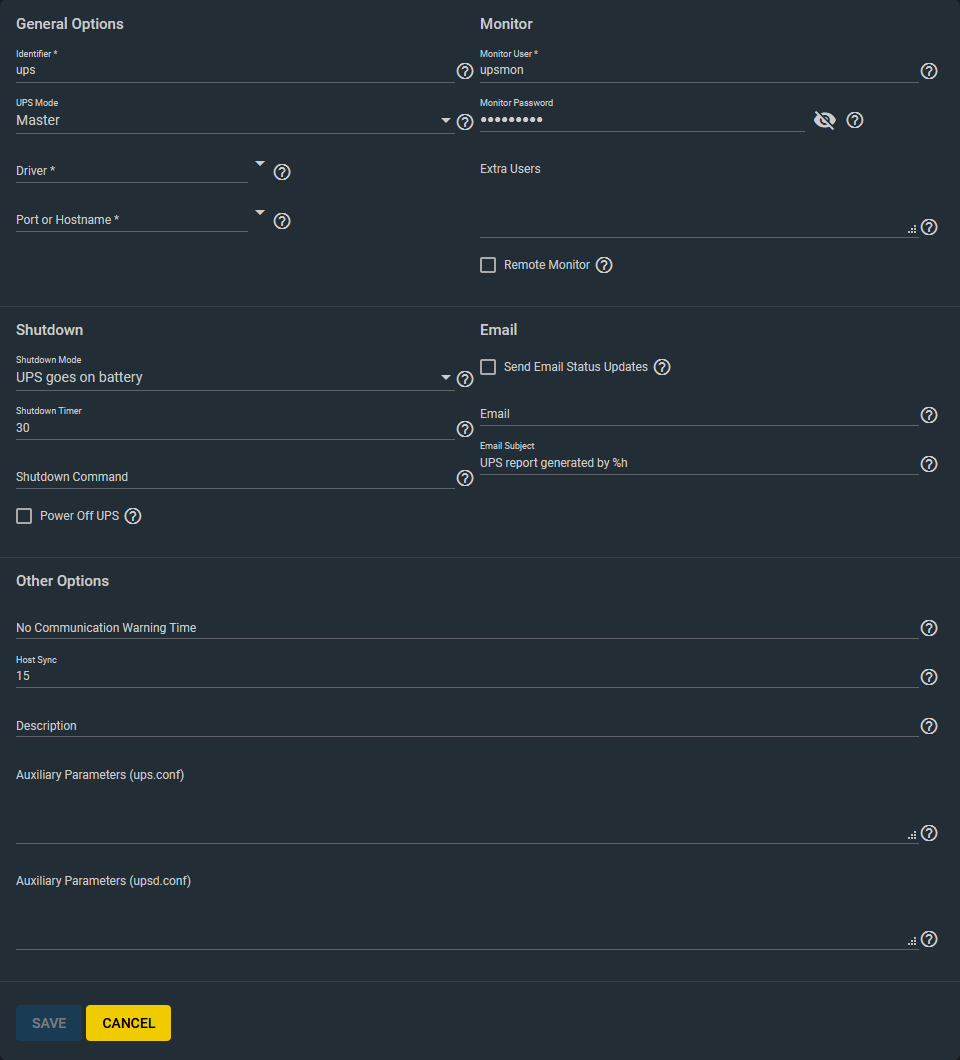 General Options
Identifier *
ups
UPS Mode
Master
Driver *
Port or Hostname *
Monitor
Monitor User *
upsmon
Monitor Password
•••••••••
Extra Users
Remote Monitor
Shutdown
Shutdown Mode
UPS goes on battery
Shutdown Timer
30
Shutdown Command
Power Off UPS
Email
Send Email Status Updates
Email
Email Subject
UPS report generated by %h
Other Options
No Communication Warning Time
Host Sync
15
Description
Auxiliary Parameters (ups.conf)
Auxiliary Parameters (upsd.conf)
SAVE
CANCEL